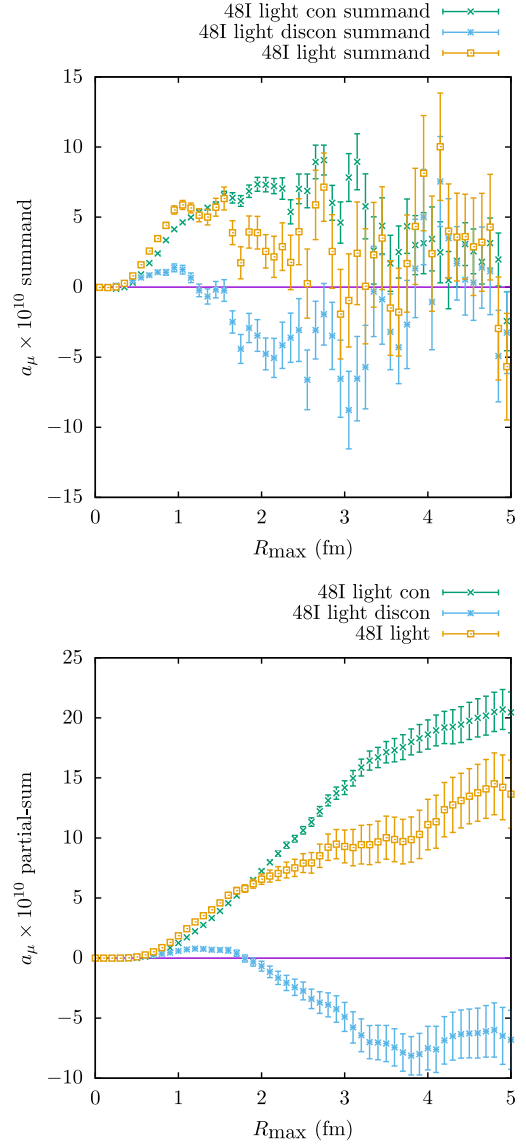 48I light con summand
48I light discon summand
48I light summand
15
10
5
0
−5
−10
−15
0 1 2 3 4 5
a_μ × 10^10 summand
R_max (fm)
48I light con
48I light discon
48I light
25
20
15
10
5
0
−5
−10
0 1 2 3 4 5
a_μ × 10^10 partial-sum
R_max (fm)